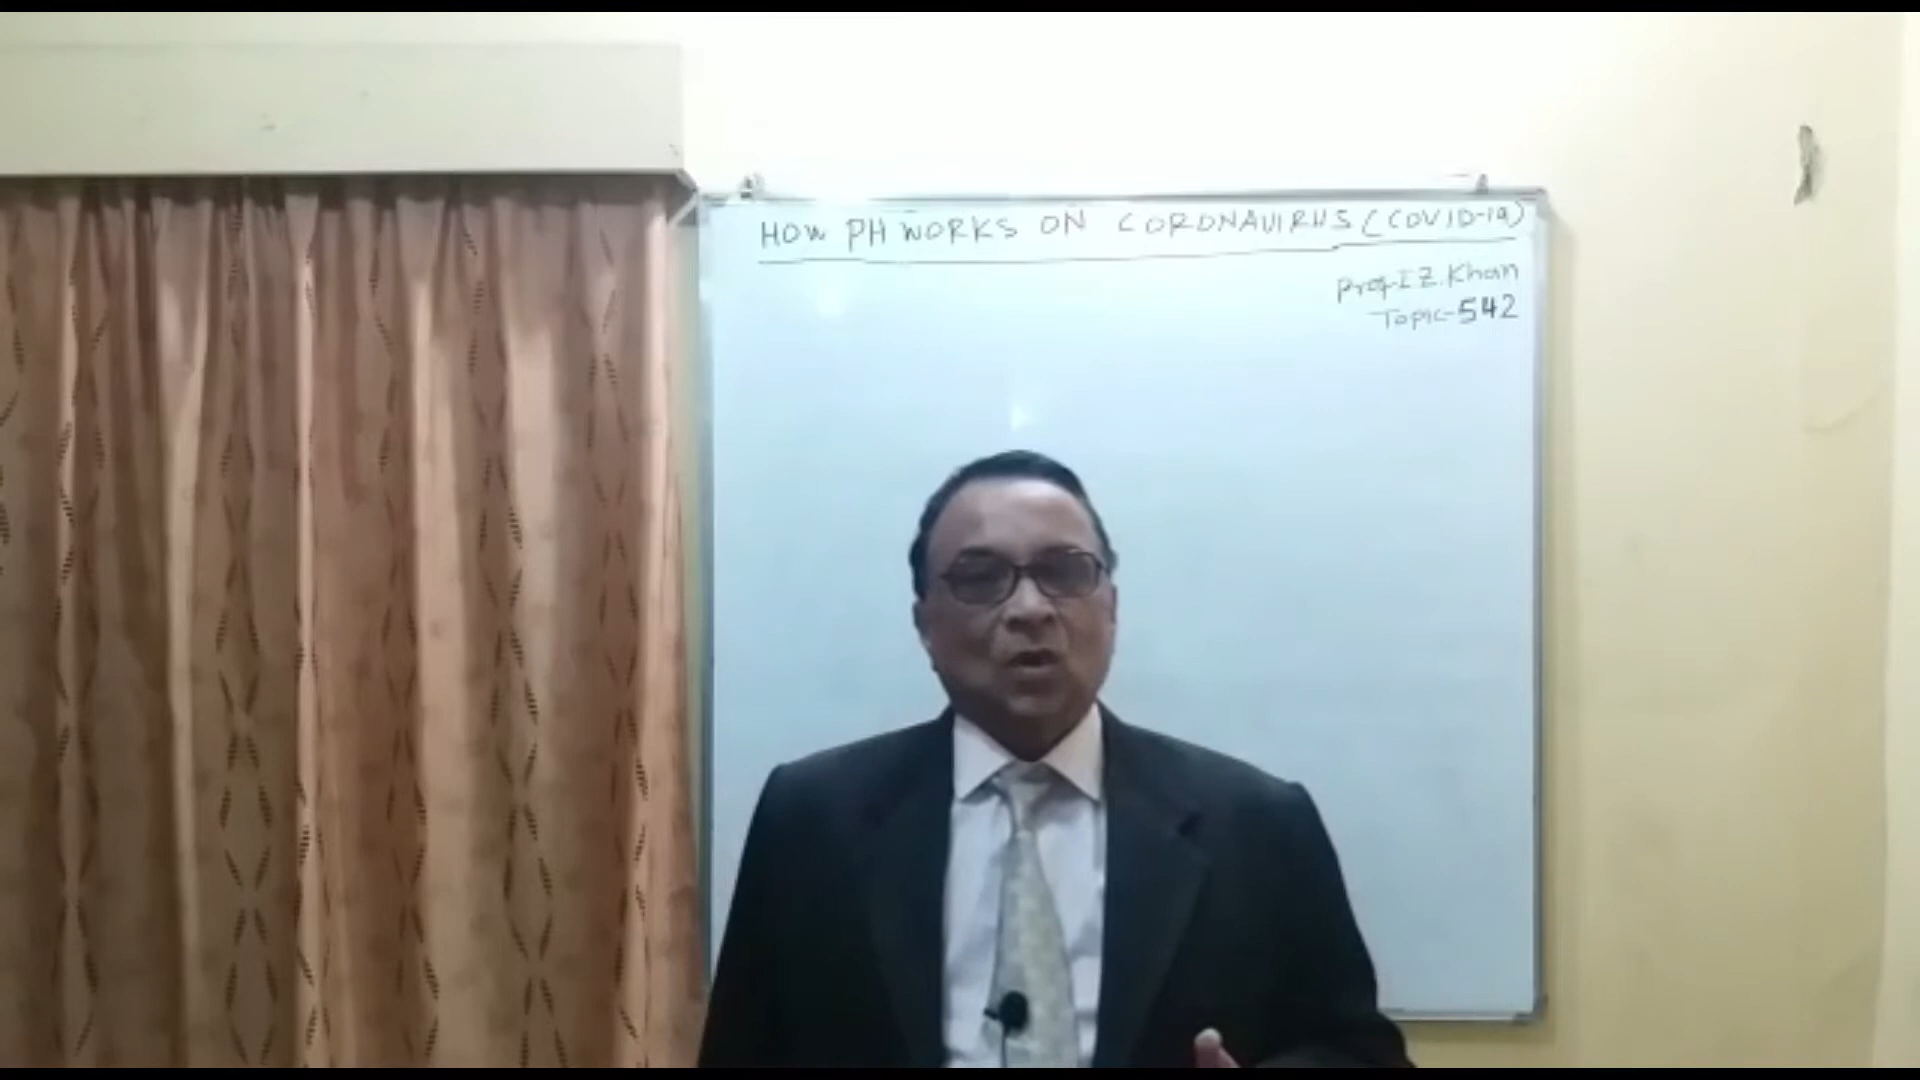 HOW PH WORKS ON CORONAVIRUS (COVID-19)
Prof. I Z. Khan
Topic-542